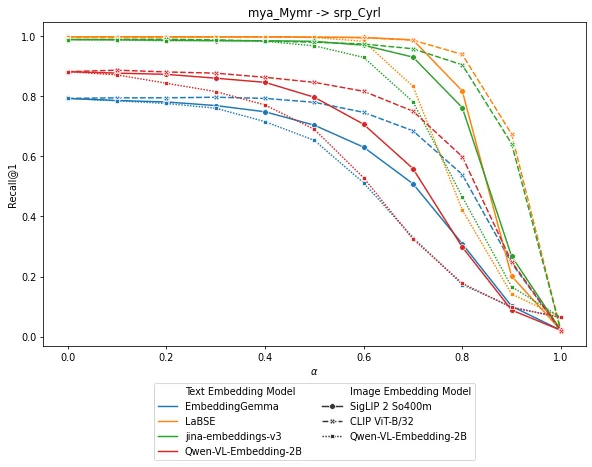 mya_Mymr -> srp_Cyrl
1.0
0.8
0.6
0.4
0.2
0.0
Recall@1
0.0 0.2 0.4 0.6 0.8 1.0
α
Text Embedding Model
EmbeddingGemma
LaBSE
jina-embeddings-v3
Qwen-VL-Embedding-2B
Image Embedding Model
SigLIP 2 So400m
CLIP ViT-B/32
Qwen-VL-Embedding-2B